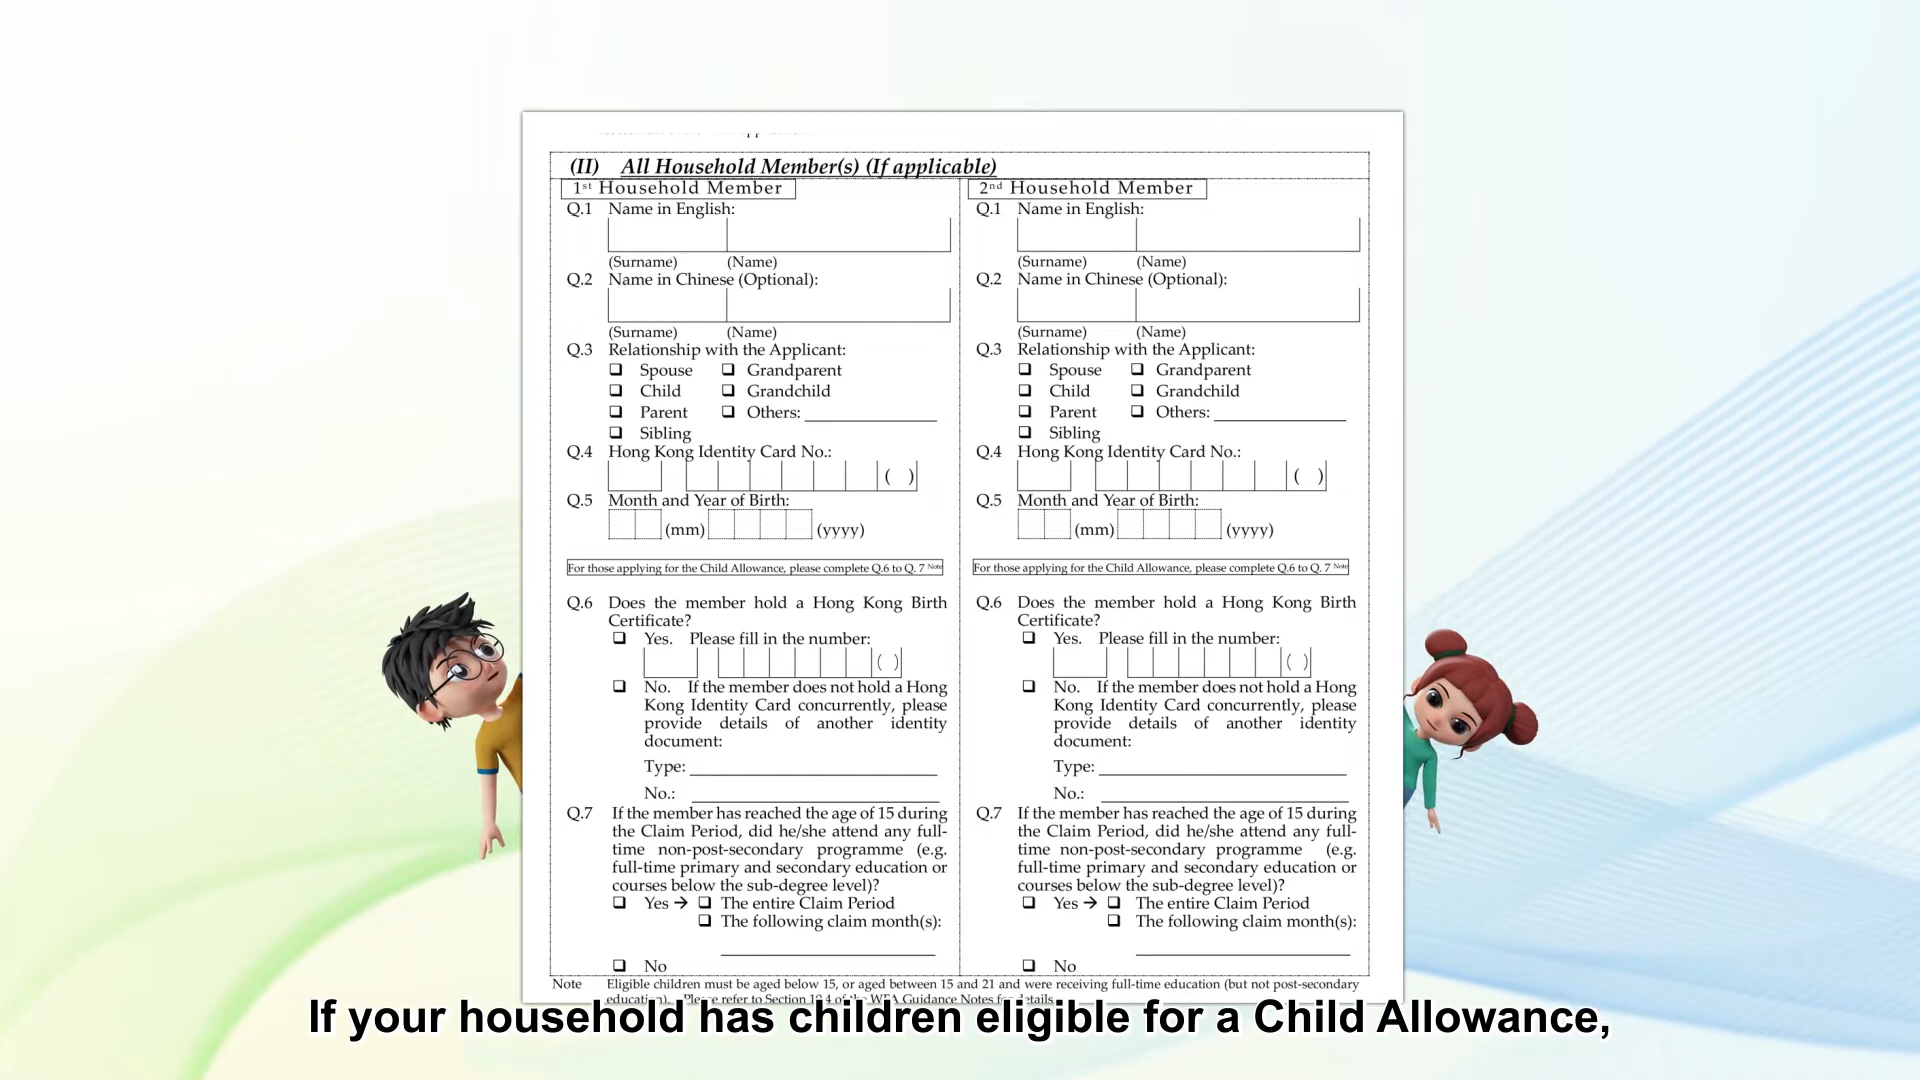 (II) All Household Member(s) (If applicable)
1st Household Member
Q.1 Name in English:
(Surname) (Name)
Q.2 Name in Chinese (Optional):
(Surname) (Name)
Q.3 Relationship with the Applicant:
❑ Spouse ❑ Grandparent
❑ Child ❑ Grandchild
❑ Parent ❑ Others:
❑ Sibling
Q.4 Hong Kong Identity Card No.:
( )
Q.5 Month and Year of Birth:
(mm) (yyyy)
For those applying for the Child Allowance, please complete Q.6 to Q. 7 Note
Q.6 Does the member hold a Hong Kong Birth
Certificate?
❑ Yes. Please fill in the number:
( )
❑ No. If the member does not hold a Hong
Kong Identity Card concurrently, please
provide details of another identity
document:
Type:
No.:
Q.7 If the member has reached the age of 15 during
the Claim Period, did he/she attend any full-
time non-post-secondary programme (e.g.
full-time primary and secondary education or
courses below the sub-degree level)?
❑ Yes → ❑ The entire Claim Period
❑ The following claim month(s):
❑ No
2nd Household Member
Q.1 Name in English:
(Surname) (Name)
Q.2 Name in Chinese (Optional):
(Surname) (Name)
Q.3 Relationship with the Applicant:
❑ Spouse ❑ Grandparent
❑ Child ❑ Grandchild
❑ Parent ❑ Others:
❑ Sibling
Q.4 Hong Kong Identity Card No.:
( )
Q.5 Month and Year of Birth:
(mm) (yyyy)
For those applying for the Child Allowance, please complete Q.6 to Q. 7 Note
Q.6 Does the member hold a Hong Kong Birth
Certificate?
❑ Yes. Please fill in the number:
( )
❑ No. If the member does not hold a Hong
Kong Identity Card concurrently, please
provide details of another identity
document:
Type:
No.:
Q.7 If the member has reached the age of 15 during
the Claim Period, did he/she attend any full-
time non-post-secondary programme (e.g.
full-time primary and secondary education or
courses below the sub-degree level)?
❑ Yes → ❑ The entire Claim Period
❑ The following claim month(s):
❑ No
Note Eligible children must be aged below 15, or aged between 15 and 21 and were receiving full-time education (but not post-secondary
education). Please refer to Section 10.4 of the WFA Guidance Notes for details
If your household has children eligible for a Child Allowance,